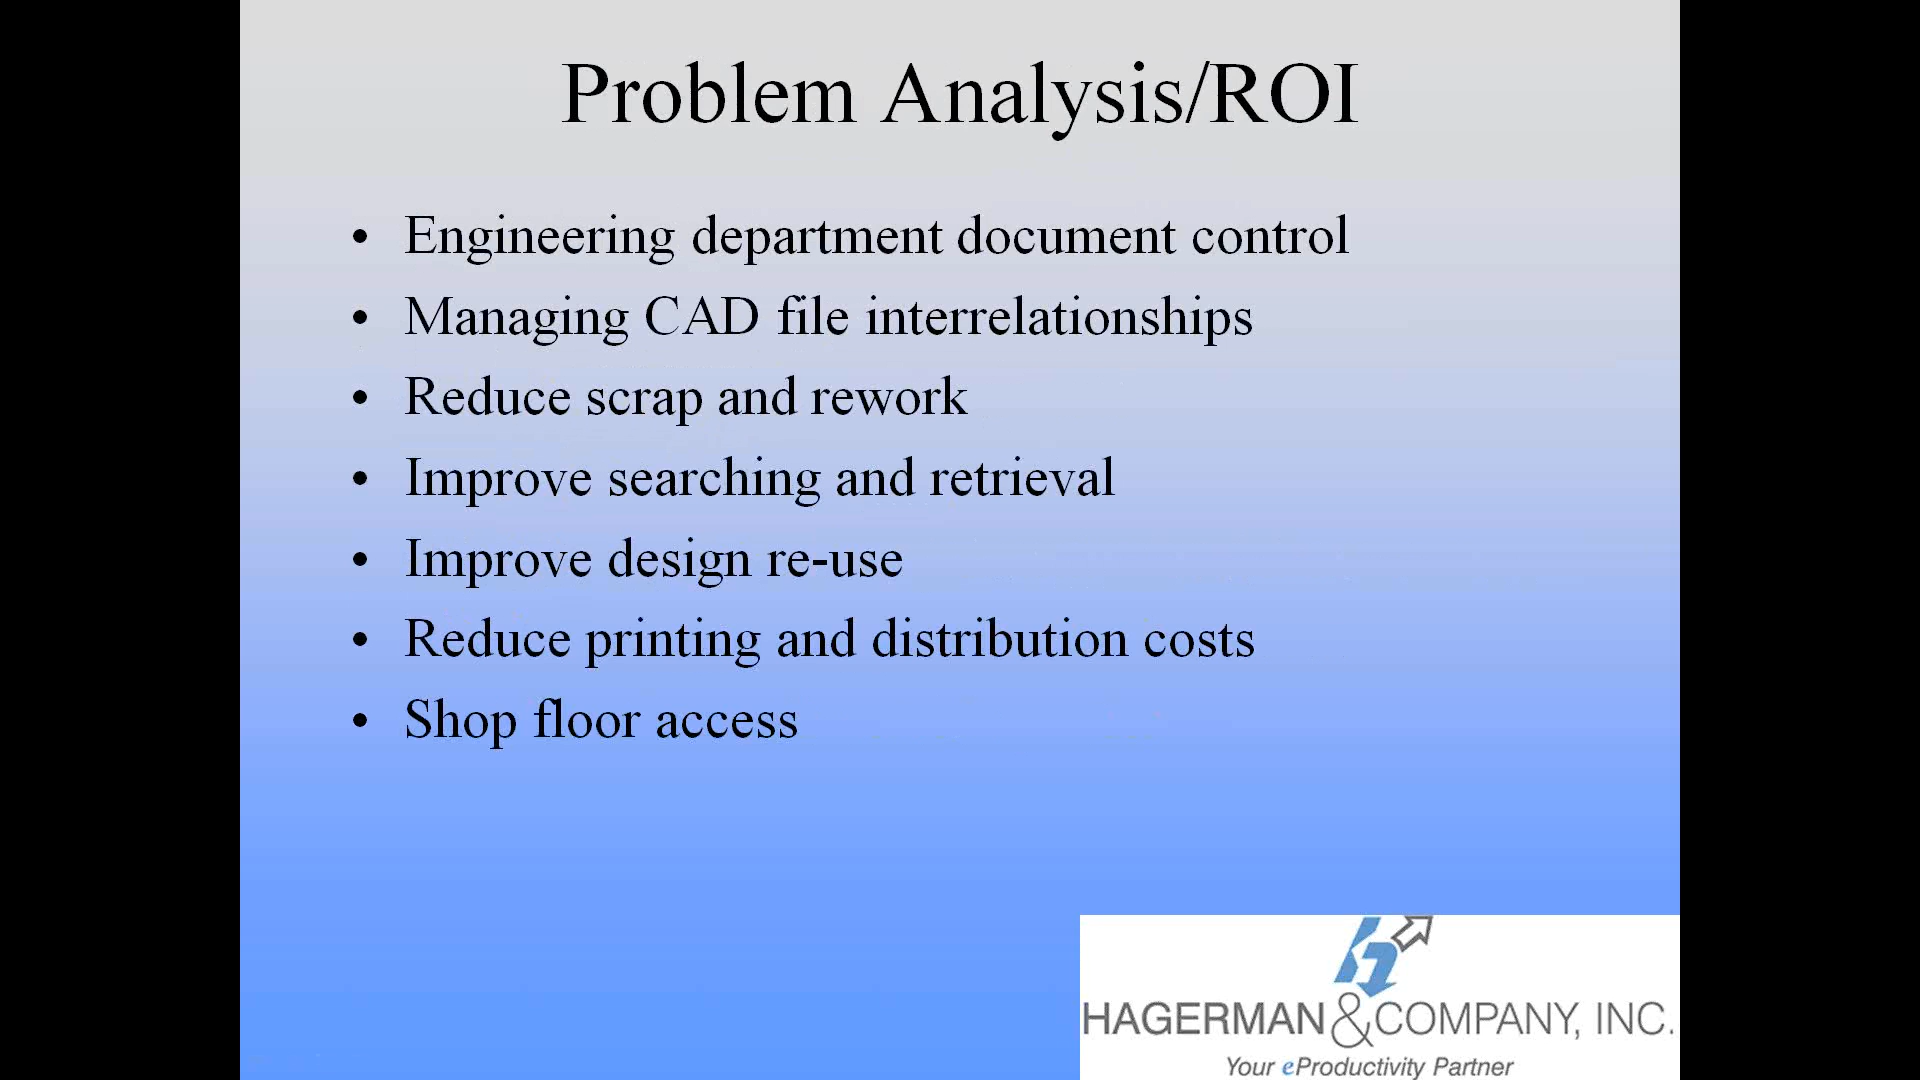 Problem Analysis/ROI
• Engineering department document control
• Managing CAD file interrelationships
• Reduce scrap and rework
• Improve searching and retrieval
• Improve design re-use
• Reduce printing and distribution costs
• Shop floor access
HAGERMAN & COMPANY, INC.
Your eProductivity Partner